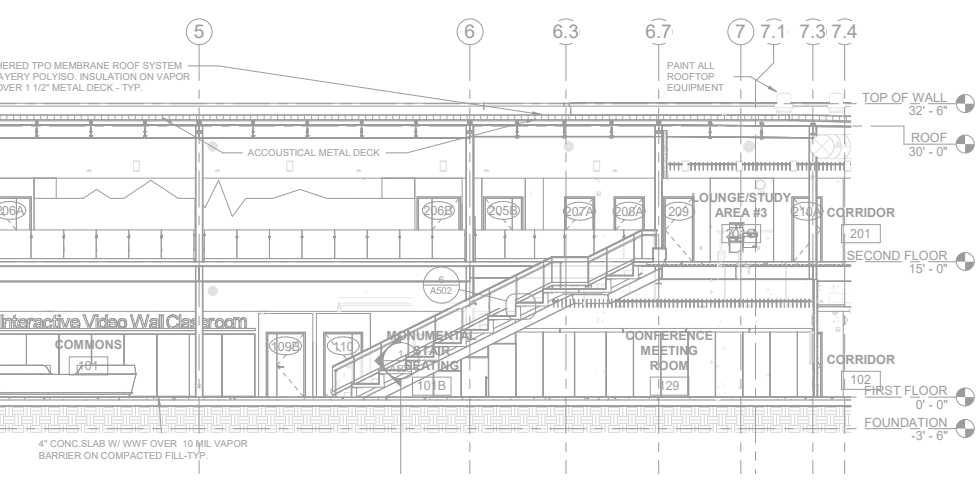 5
6
6.3
6.7
7
7.1
7.3
7.4
HERED TPO MEMBRANE ROOF SYSTEM
AYERY POLYISO. INSULATION ON VAPOR
OVER 1 1/2" METAL DECK - TYP.
PAINT ALL
ROOFTOP
EQUIPMENT
TOP OF WALL
32' - 6"
ROOF
30' - 0"
ACCOUSTICAL METAL DECK
206A
206B
205B
207A
208A
209
LOUNGE/STUDY
AREA #3
210A
CORRIDOR
201
SECOND FLOOR
15' - 0"
6
A502
Interactive Video Wall Classroom
COMMONS
101
109B
110
MONUMENTAL
STAIR
SEATING
101B
CONFERENCE
MEETING
ROOM
129
CORRIDOR
102
FIRST FLOOR
0' - 0"
FOUNDATION
-3' - 6"
4" CONC.SLAB W/ WWF OVER 10 MIL VAPOR
BARRIER ON COMPACTED FILL-TYP.